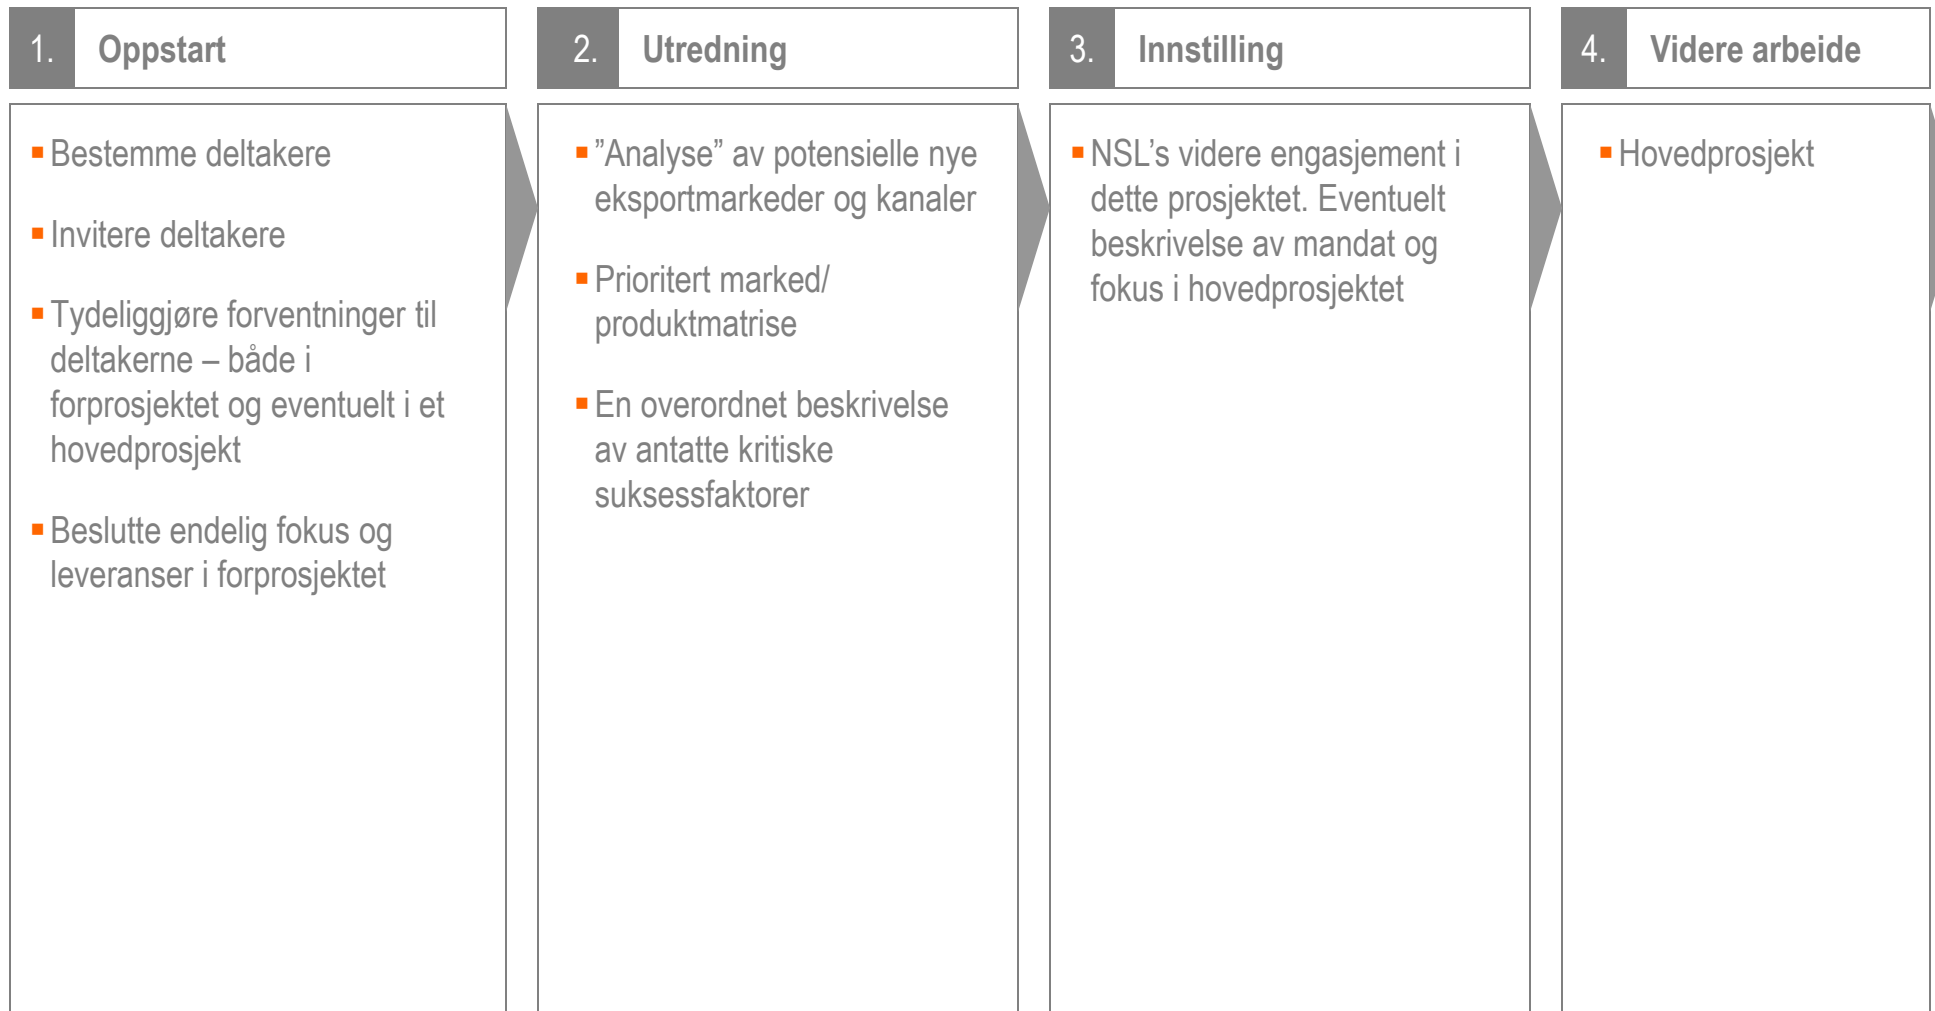 1. Oppstart
Bestemme deltakere
Invitere deltakere
Tydeliggjøre forventninger til
deltakerne – både i
forprosjektet og eventuelt i et
hovedprosjekt
Beslutte endelig fokus og
leveranser i forprosjektet
2. Utredning
”Analyse” av potensielle nye
eksportmarkeder og kanaler
Prioritert marked/
produktmatrise
En overordnet beskrivelse
av antatte kritiske
suksessfaktorer
3. Innstilling
NSL’s videre engasjement i
dette prosjektet. Eventuelt
beskrivelse av mandat og
fokus i hovedprosjektet
4. Videre arbeide
Hovedprosjekt